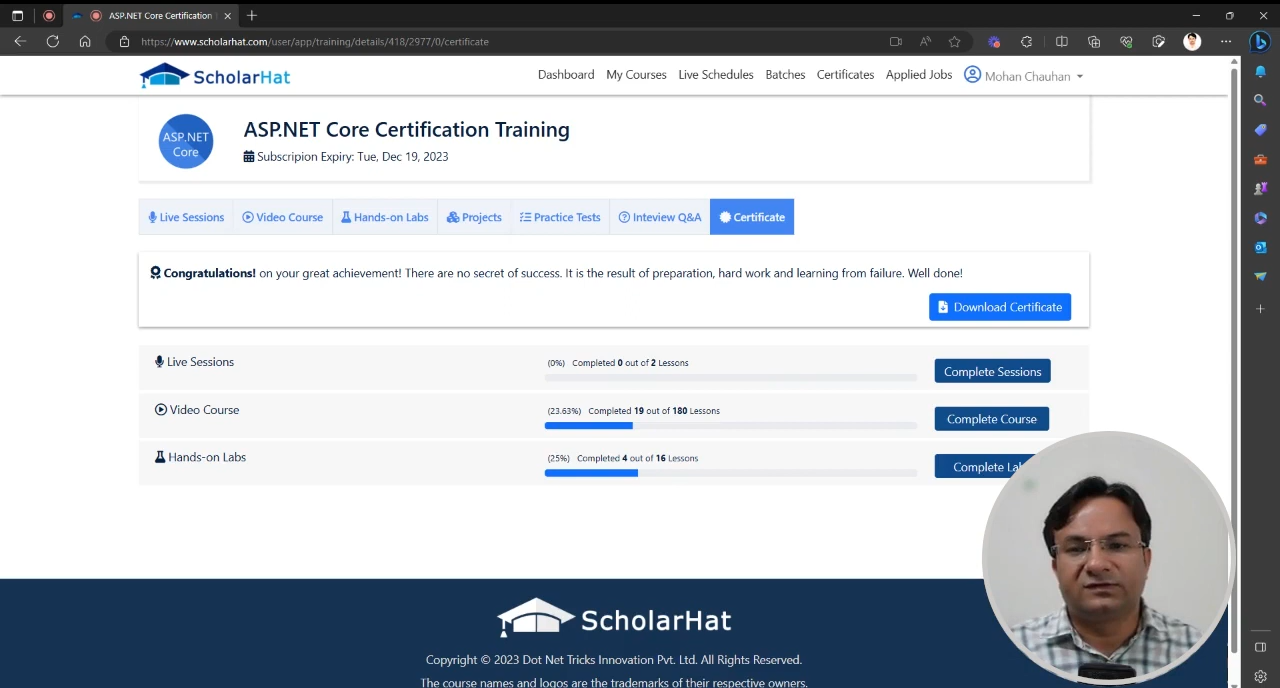 ASP.NET Core Certification
https://www.scholarhat.com/user/app/training/details/418/2977/0/certificate
ScholarHat
Dashboard My Courses Live Schedules Batches Certificates Applied Jobs Mohan Chauhan
ASP.NET Core
ASP.NET Core Certification Training
Subscripion Expiry: Tue, Dec 19, 2023
Live Sessions Video Course Hands-on Labs Projects Practice Tests Inteview Q&A Certificate
Congratulations! on your great achievement! There are no secret of success. It is the result of preparation, hard work and learning from failure. Well done!
Download Certificate
Live Sessions (0%) Completed 0 out of 2 Lessons Complete Sessions
Video Course (23.63%) Completed 19 out of 180 Lessons Complete Course
Hands-on Labs (25%) Completed 4 out of 16 Lessons Complete
ScholarHat
Copyright © 2023 Dot Net Tricks Innovation Pvt. Ltd. All Rights Reserved.
The course names and logos are the trademarks of their respective owners.